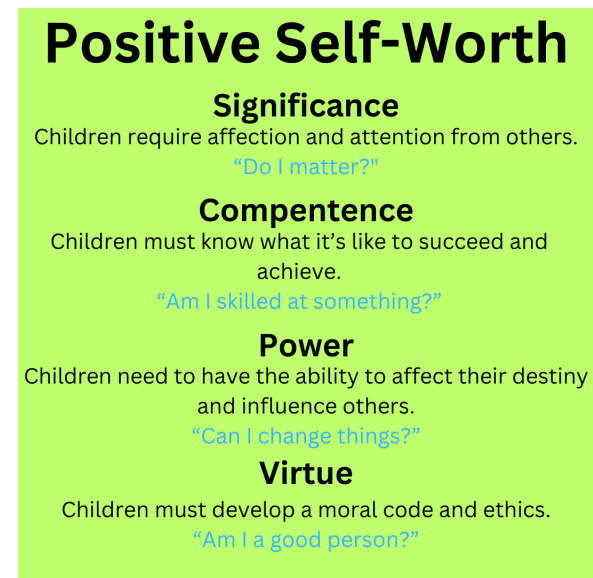 Positive Self-Worth
Significance
Children require affection and attention from others.
“Do I matter?"
Compentence
Children must know what it’s like to succeed and
achieve.
“Am I skilled at something?”
Power
Children need to have the ability to affect their destiny
and influence others.
“Can I change things?”
Virtue
Children must develop a moral code and ethics.
“Am I a good person?”